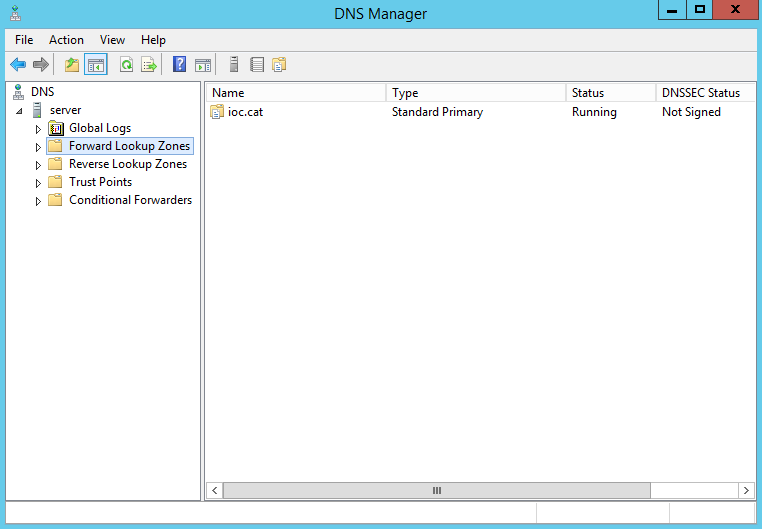 DNS Manager
File Action View Help
DNS
server
Global Logs
Forward Lookup Zones
Reverse Lookup Zones
Trust Points
Conditional Forwarders
Name Type Status DNSSEC Status
ioc.cat Standard Primary Running Not Signed